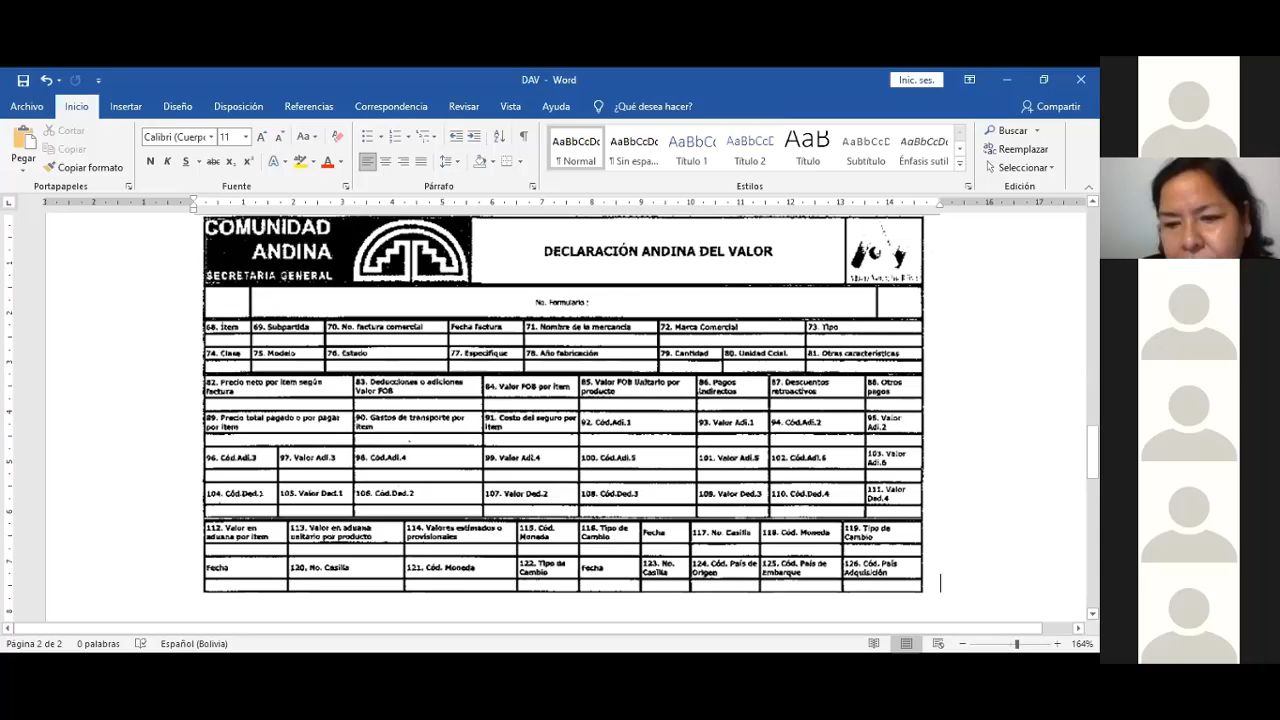 DAV - Word
Inic. ses.
Archivo Inicio Insertar Diseño Disposición Referencias Correspondencia Revisar Vista Ayuda ¿Qué desea hacer? Compartir
Pegar Cortar Copiar Copiar formato
Calibri (Cuerpo 11
N K S abc x₂ x²
AaBbCcDc AaBbCcDc AaBbC AaBbCcD AaB AaBbCcD AaBbCcDc
¶ Normal ¶ Sin espa... Título 1 Título 2 Título Subtítulo Énfasis sutil
Buscar
Reemplazar
Seleccionar
Portapapeles Fuente Párrafo Estilos Edición
COMUNIDAD
ANDINA
SECRETARIA GENERAL
DECLARACIÓN ANDINA DEL VALOR
No. Formulario :
68. Item 69. Subpartida 70. No. factura comercial Fecha factura 71. Nombre de la mercancia 72. Marca Comercial 73. Tipo
74. Clase 75. Modelo 76. Estado 77. Especifique 78. Año fabricación 79. Cantidad 80. Unidad Ccial. 81. Otras características
82. Precio neto por item según factura 83. Deducciones o adiciones Valor FOB 84. Valor FOB por item 85. Valor FOB Unitario por producto 86. Pagos indirectos 87. Descuentos retroactivos 88. Otros pagos
89. Precio total pagado o por pagar por item 90. Gastos de transporte por item 91. Costo del seguro por item 92. Cód.Adi.1 93. Valor Adi.1 94. Cód.Adi.2 95. Valor Adi.2
96. Cód.Adi.3 97. Valor Adi.3 98. Cód.Adi.4 99. Valor Adi.4 100. Cód.Adi.5 101. Valor Adi.5 102. Cód.Adi.6 103. Valor Adi.6
104. Cód.Ded.1 105. Valor Ded.1 106. Cód.Ded.2 107. Valor Ded.2 108. Cód.Ded.3 109. Valor Ded.3 110. Cód.Ded.4 111. Valor Ded.4
112. Valor en aduana por item 113. Valor en aduana unitario por producto 114. Valores estimados o provisionales 115. Cód. Moneda 116. Tipo de Cambio Fecha 117. No. Casilla 118. Cód. Moneda 119. Tipo de Cambio
Fecha 120. No. Casilla 121. Cód. Moneda 122. Tipo de Cambio Fecha 123. No. Casilla 124. Cód. País de Origen 125. Cód. País de Embarque 126. Cód. País Adquisición
Página 2 de 2 0 palabras Español (Bolivia) 164%